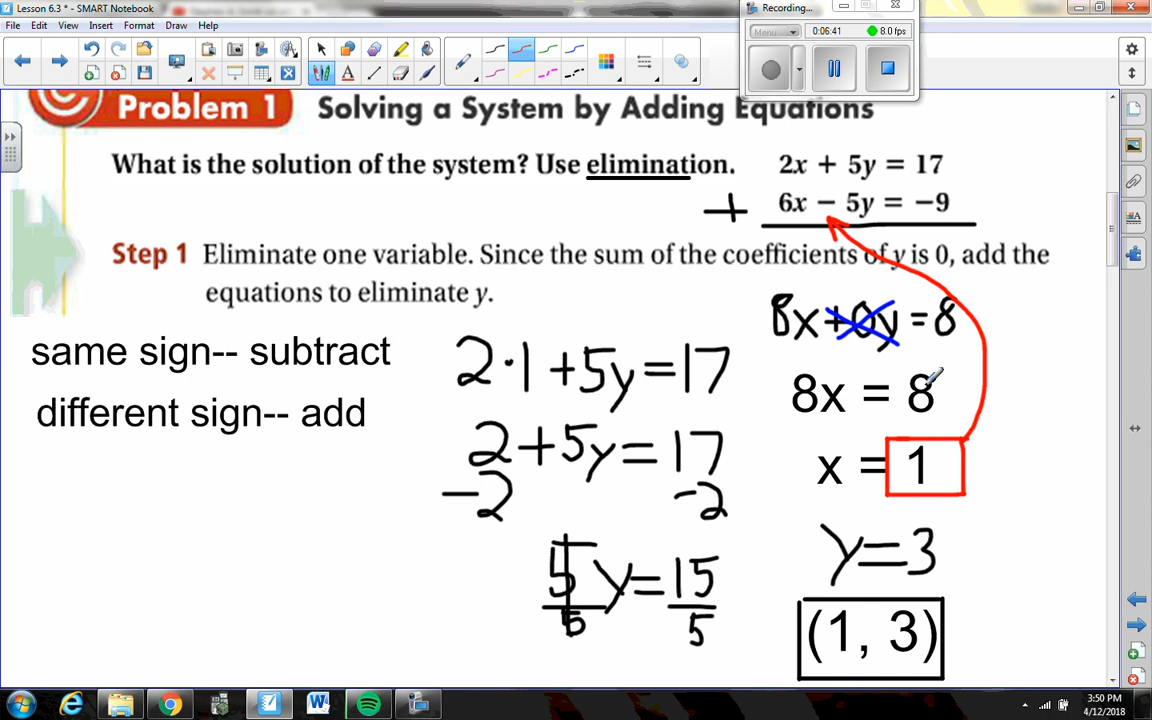 Lesson 6.3 * - SMART Notebook
File Edit View Insert Format Draw Help
Recording...
Menu
0:06:41
8.0 fps
Problem 1 Solving a System by Adding Equations
What is the solution of the system? Use elimination.
2x + 5y = 17
+ 6x − 5y = −9
Step 1 Eliminate one variable. Since the sum of the coefficients of y is 0, add the
equations to eliminate y.
8x+0y=8
same sign-- subtract
different sign-- add
2·1+5y=17
2+5y=17
-2 -2
5y=15
5 5
8x = 8
x = 1
y=3
(1, 3)
3:50 PM
4/12/2018